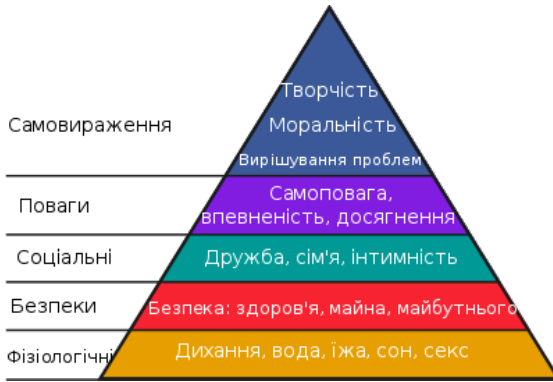 Творчість
Самовираження
Моральність
Вирішування проблем
Поваги
Самоповага,
впевненість, досягнення
Соціальні
Дружба, сім'я, інтимність
Безпеки
Безпека: здоров'я, майна, майбутнього
Фізіологічні
Дихання, вода, їжа, сон, секс